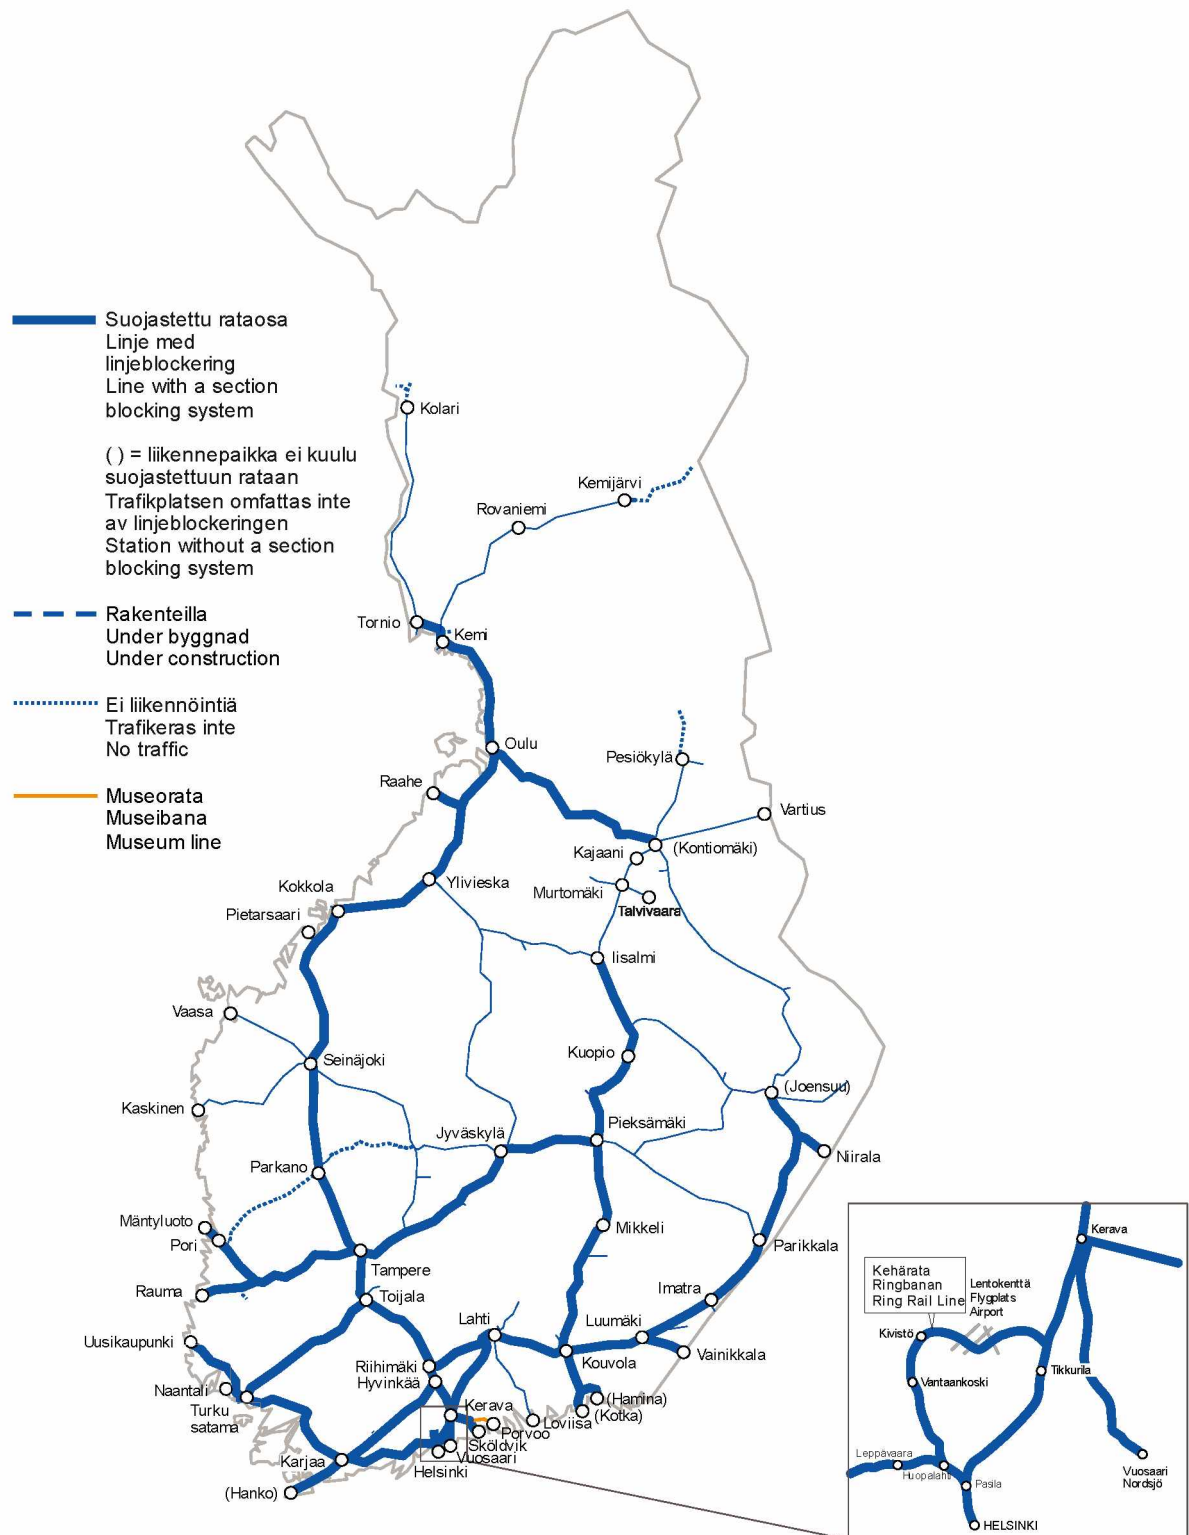 Suojastettu rataosa
Linje med
linjeblockering
Line with a section
blocking system
( ) = liikennepaikka ei kuulu
suojastettuun rataan
Trafikplatsen omfattas inte
av linjeblockeringen
Station without a section
blocking system
Rakenteilla
Under byggnad
Under construction
Ei liikennöintiä
Trafikeras inte
No traffic
Museorata
Museibana
Museum line
Kolari
Kemijärvi
Rovaniemi
Tornio
Kemi
Oulu
Pesiökylä
Raahe
Vartius
Kajaani
(Kontiomäki)
Ylivieska
Murtomäki
Kokkola
Talvivaara
Pietarsaari
Iisalmi
Vaasa
Kuopio
Seinäjoki
(Joensuu)
Kaskinen
Pieksämäki
Jyväskylä
Niirala
Parkano
Mäntyluoto
Mikkeli
Pori
Parikkala
Tampere
Rauma
Imatra
Toijala
Lahti
Luumäki
Uusikaupunki
Vainikkala
Kouvola
Riihimäki
Hyvinkää
Naantali
(Hamina)
Turku
satama
Kerava
(Kotka)
Loviisa
Porvoo
Sköldvik
Vuosaari
Karjaa
Helsinki
(Hanko)
Kerava
Kehärata
Ringbanan
Ring Rail Line
Lentokenttä
Flygplats
Airport
Kivistö
Tikkurila
Vantaankoski
Leppävaara
Huopalahti
Pasila
Vuosaari
Nordsjö
HELSINKI